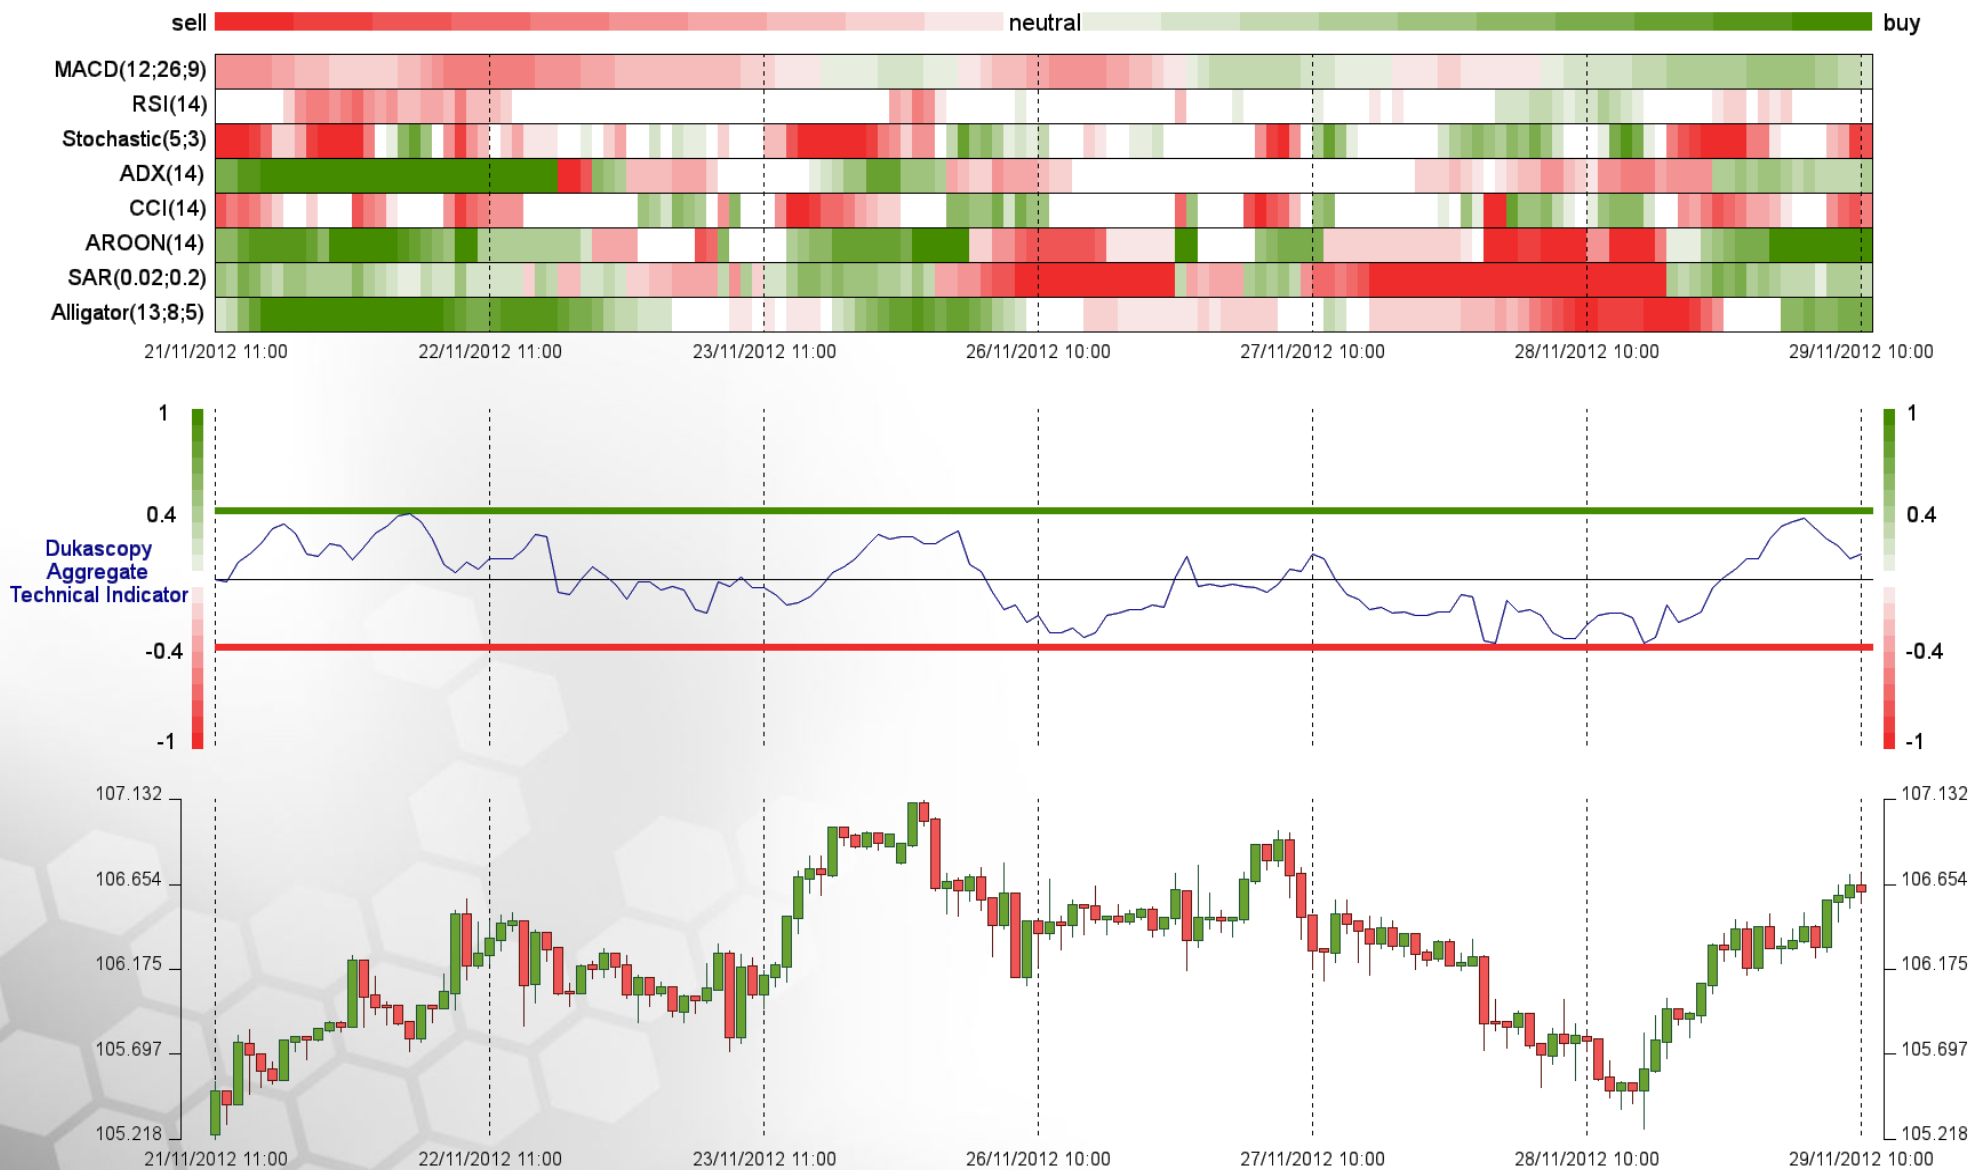 sell neutral buy
MACD(12;26;9)
RSI(14)
Stochastic(5;3)
ADX(14)
CCI(14)
AROON(14)
SAR(0.02;0.2)
Alligator(13;8;5)
21/11/2012 11:00 22/11/2012 11:00 23/11/2012 11:00 26/11/2012 10:00 27/11/2012 10:00 28/11/2012 10:00 29/11/2012 10:00
1 1
0.4 0.4
Dukascopy
Aggregate
Technical Indicator
-0.4 -0.4
-1 -1
107.132 107.132
106.654 106.654
106.175 106.175
105.697 105.697
105.218 105.218
21/11/2012 11:00 22/11/2012 11:00 23/11/2012 11:00 26/11/2012 10:00 27/11/2012 10:00 28/11/2012 10:00 29/11/2012 10:00